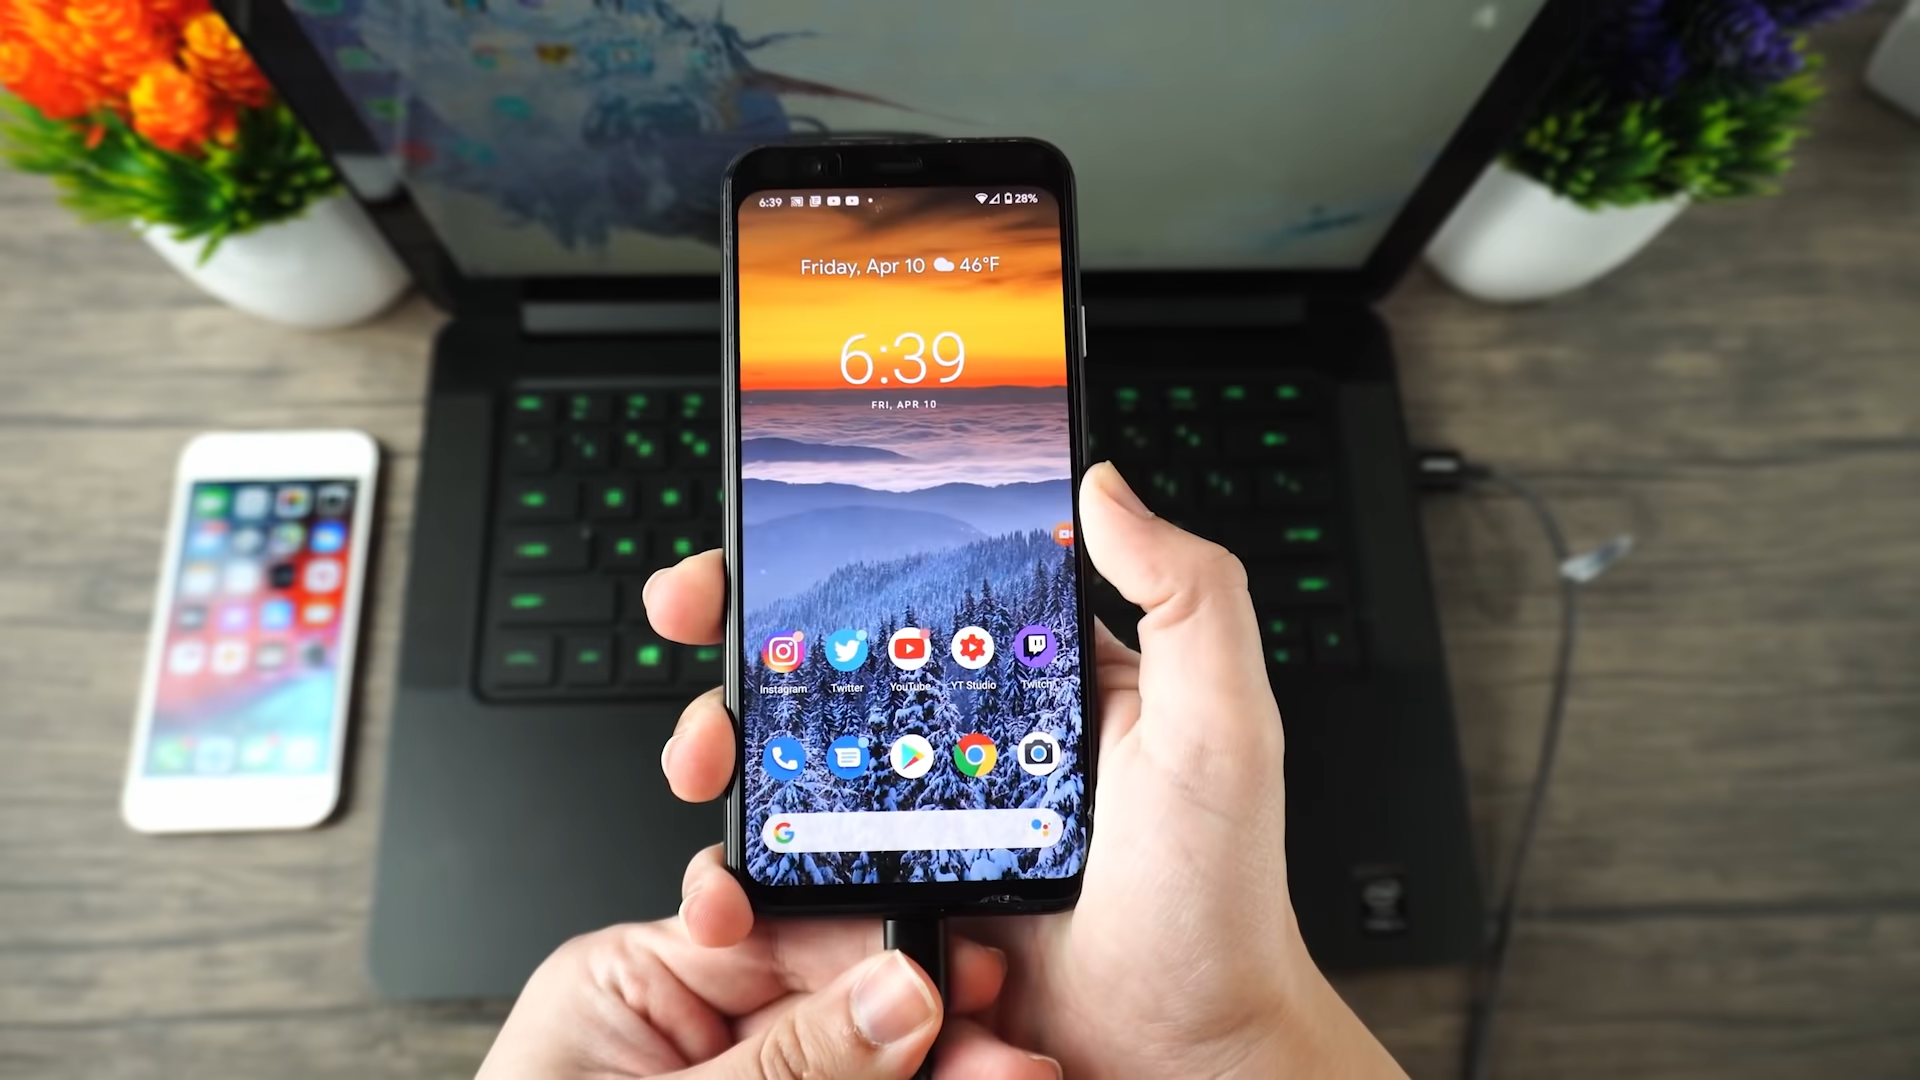 6:39 28%
Friday, Apr 10 46°F
6:39
FRI, APR 10
Instagram Twitter YouTube YT Studio Twitch